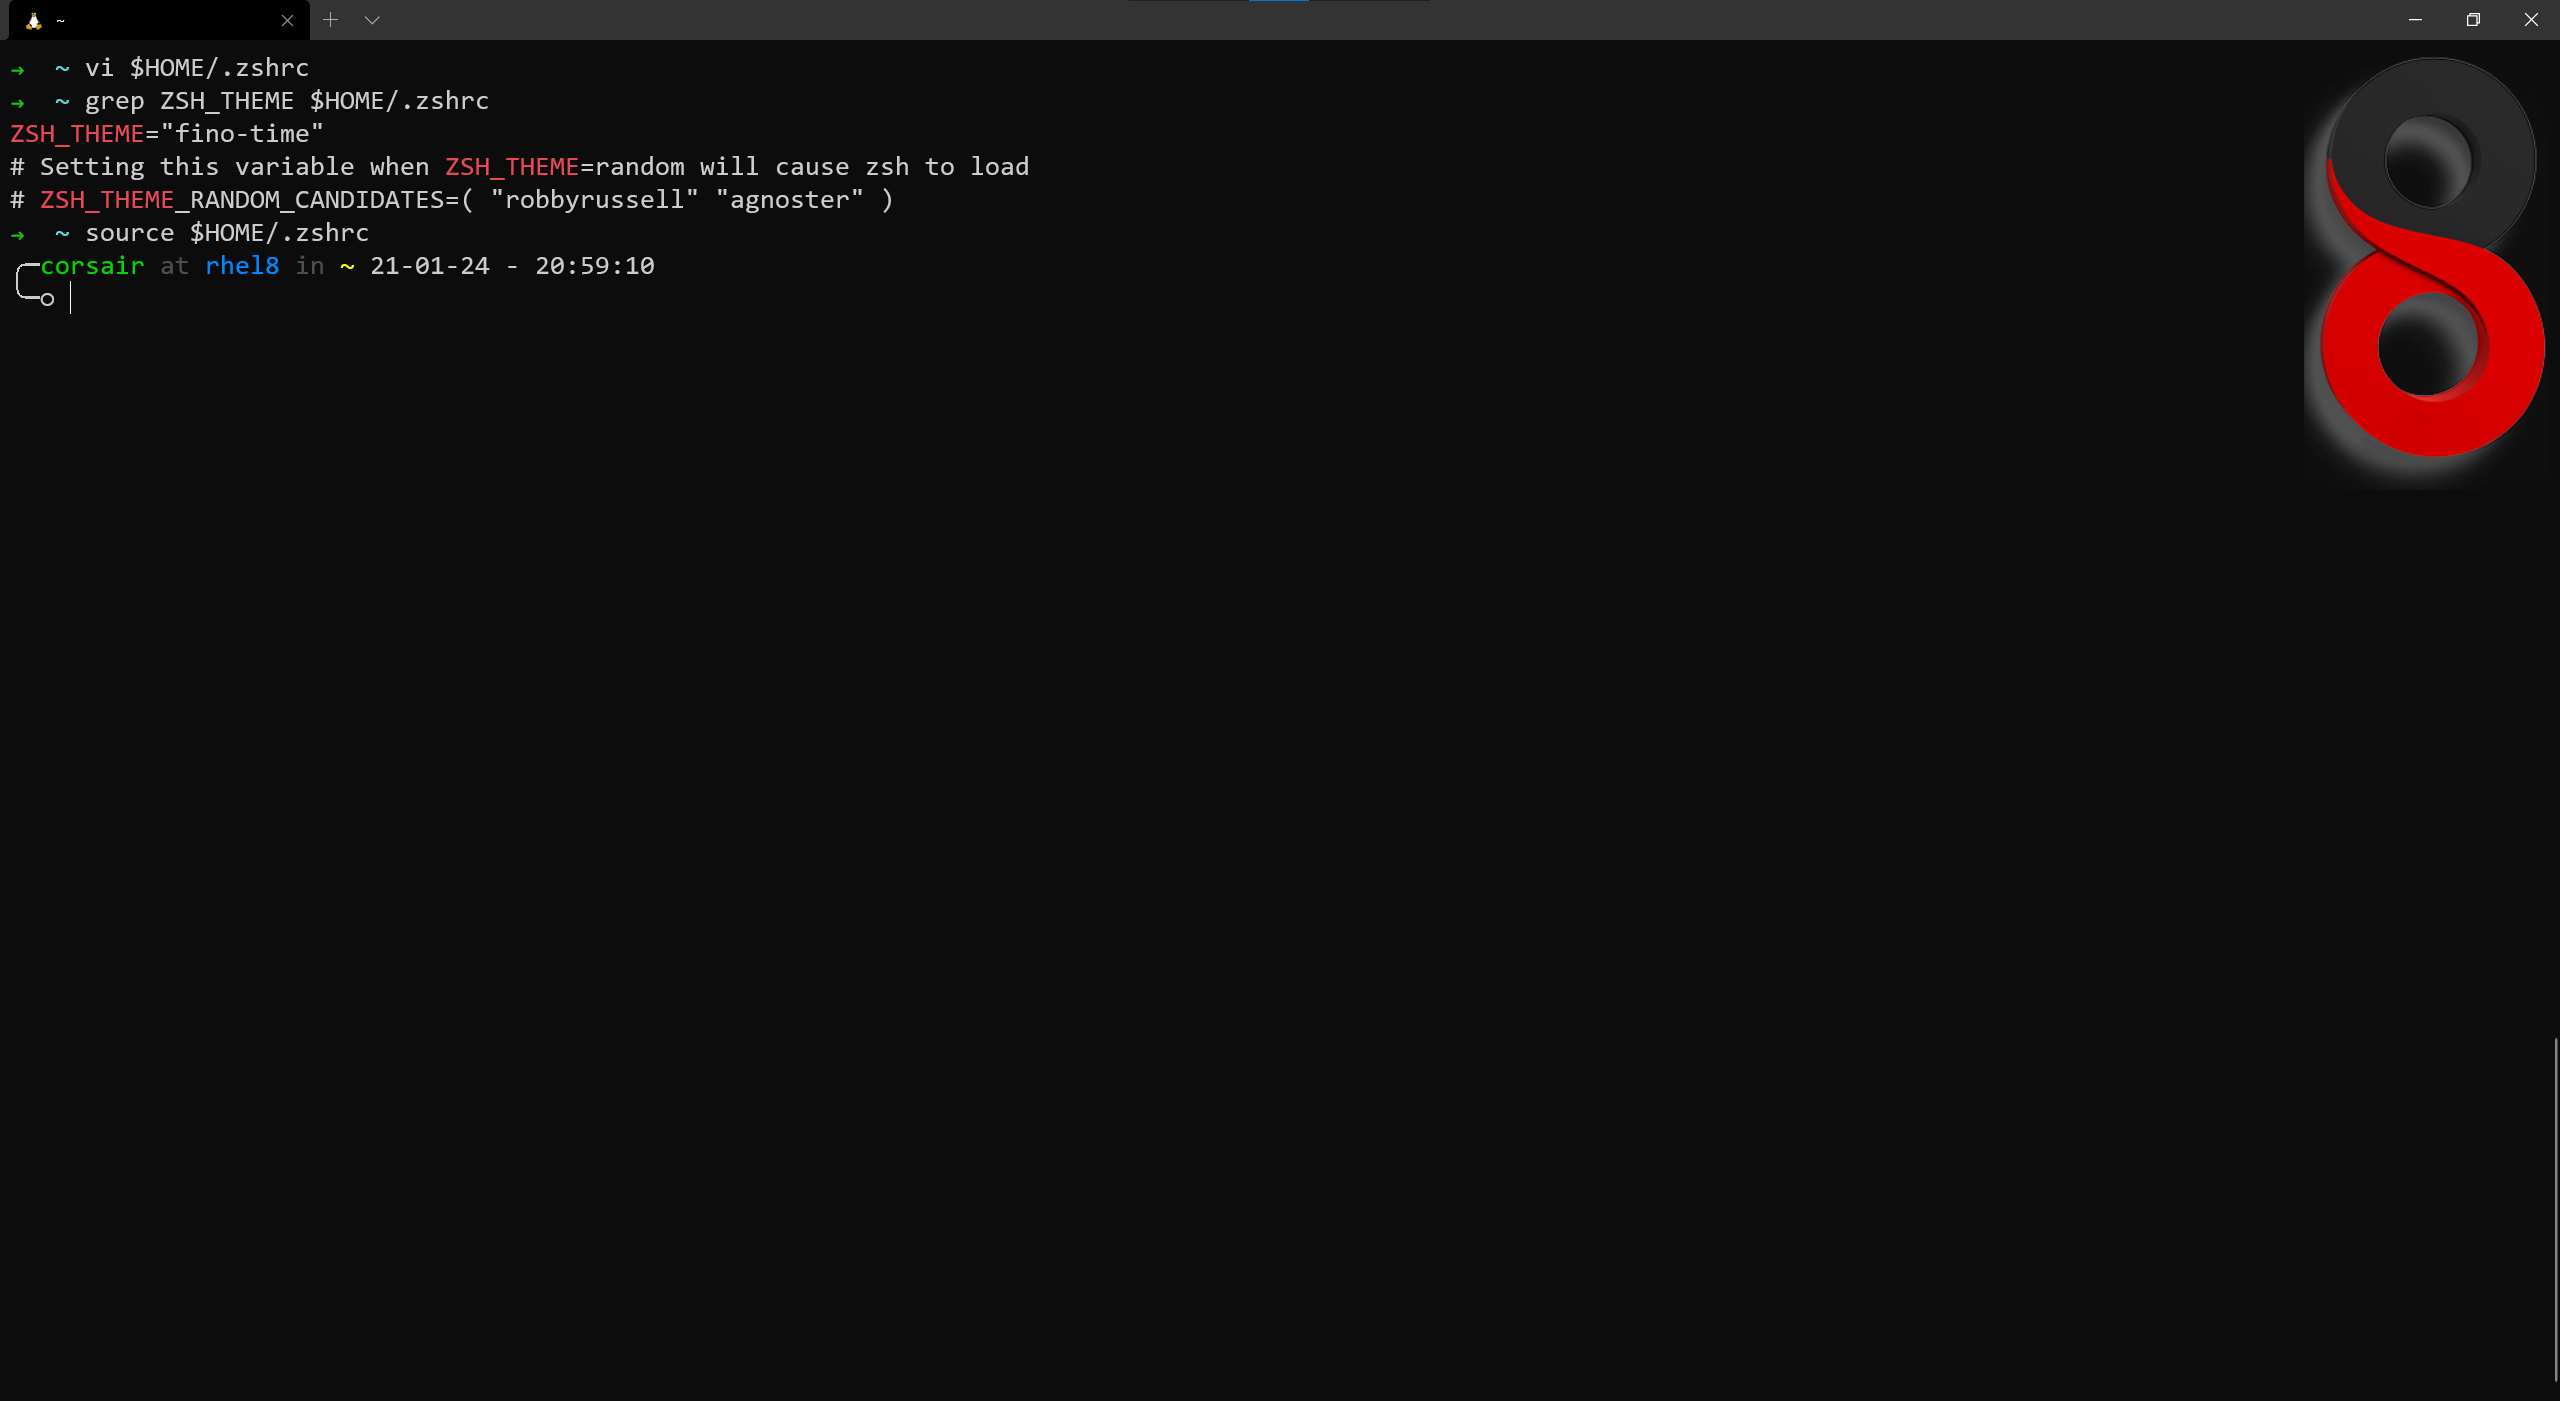 ~
➜  ~ vi $HOME/.zshrc
➜  ~ grep ZSH_THEME $HOME/.zshrc
ZSH_THEME="fino-time"
# Setting this variable when ZSH_THEME=random will cause zsh to load
# ZSH_THEME_RANDOM_CANDIDATES=( "robbyrussell" "agnoster" )
➜  ~ source $HOME/.zshrc
╭─corsair at rhel8 in ~ 21-01-24 - 20:59:10
╰─○
8